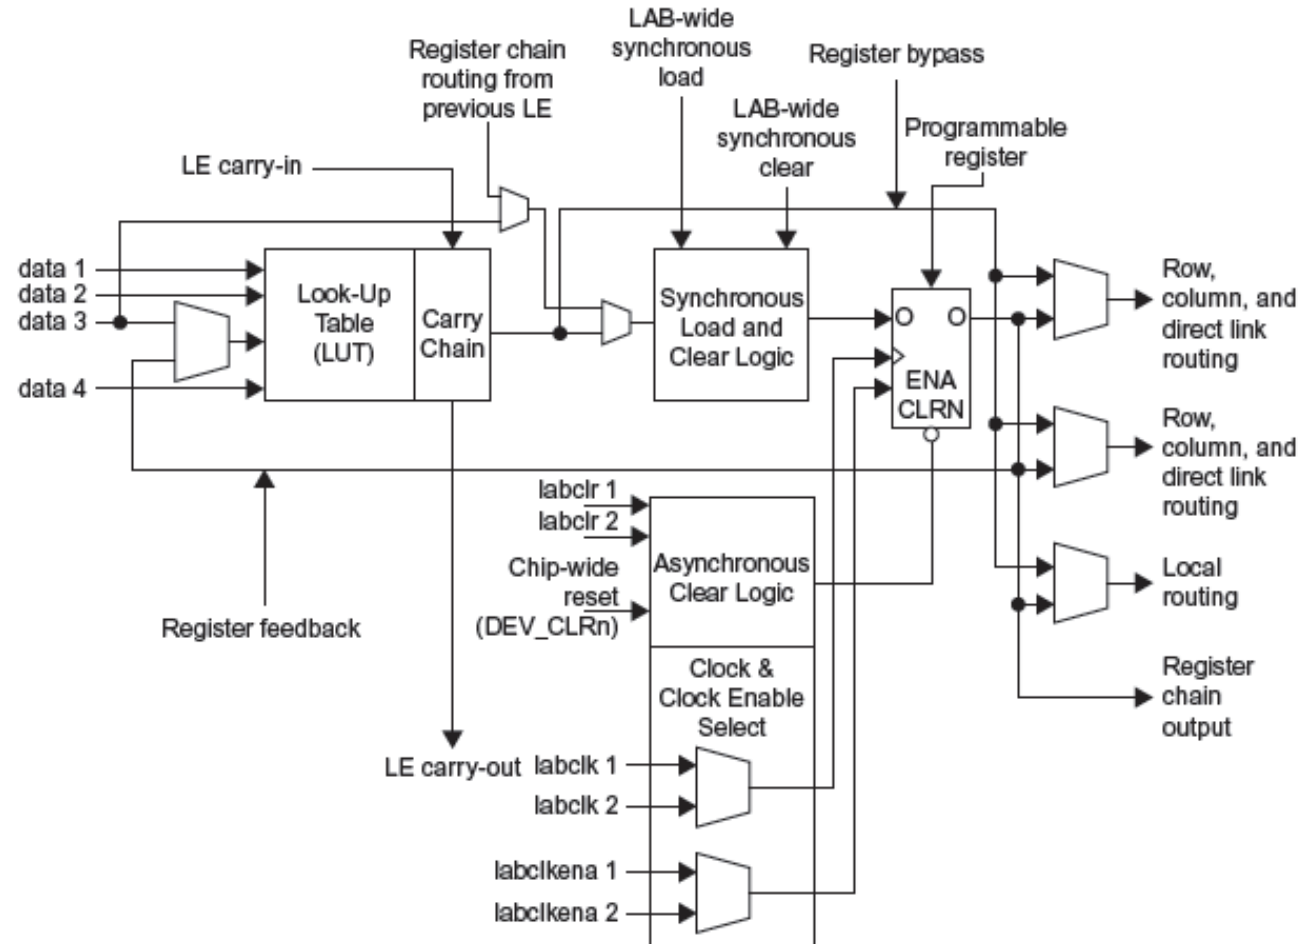 LAB-wide
synchronous
load
Register chain
routing from
previous LE
Register bypass
LAB-wide
synchronous
clear
Programmable
register
LE carry-in
data 1
data 2
data 3
data 4
Look-Up
Table
(LUT)
Carry
Chain
Synchronous
Load and
Clear Logic
O O
ENA
CLRN
Row,
column, and
direct link
routing
Row,
column, and
direct link
routing
Local
routing
Register
chain
output
Register feedback
labclr 1
labclr 2
Chip-wide
reset
(DEV_CLRn)
Asynchronous
Clear Logic
Clock &
Clock Enable
Select
LE carry-out
labclk 1
labclk 2
labclkena 1
labclkena 2